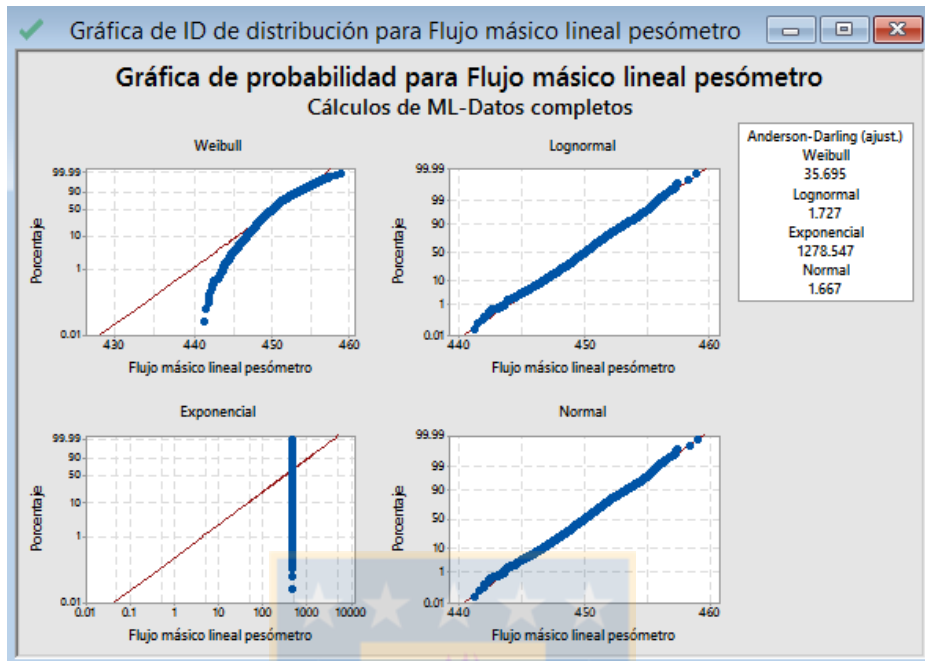 Gráfica de ID de distribución para Flujo másico lineal pesómetro
Gráfica de probabilidad para Flujo másico lineal pesómetro
Cálculos de ML-Datos completos
Weibull
Porcentaje
99.99
90
50
10
1
0.01
430 440 450 460
Flujo másico lineal pesómetro
Lognormal
Porcentaje
99.99
99
90
50
10
1
0.01
440 450 460
Flujo másico lineal pesómetro
Anderson-Darling (ajust.)
Weibull
35.695
Lognormal
1.727
Exponencial
1278.547
Normal
1.667
Exponencial
Porcentaje
99.99
90
50
10
1
0.01
0.01 0.1 1 10 100 1000 10000
Flujo másico lineal pesómetro
Normal
Porcentaje
99.99
99
90
50
10
1
0.01
440 450 460
Flujo másico lineal pesómetro